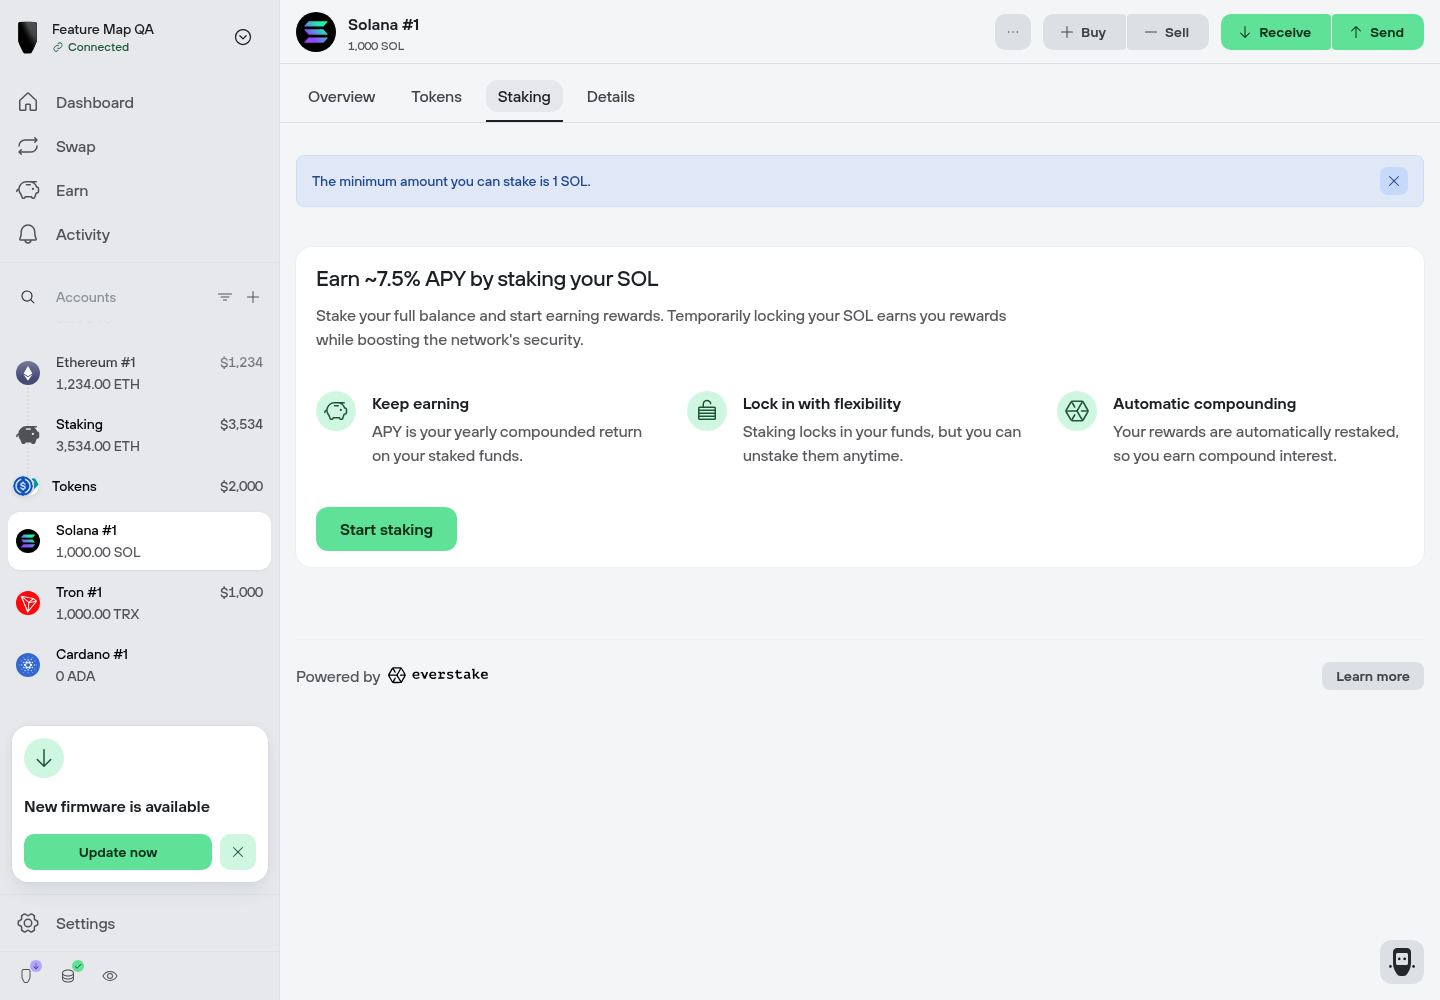 Feature Map QA
Connected
Dashboard
Swap
Earn
Activity
Accounts
Ethereum #1 $1,234
1,234.00 ETH
Staking $3,534
3,534.00 ETH
Tokens $2,000
Solana #1
1,000.00 SOL
Tron #1 $1,000
1,000.00 TRX
Cardano #1
0 ADA
New firmware is available
Update now
Settings
Solana #1
1,000 SOL
Buy
Sell
Receive
Send
Overview
Tokens
Staking
Details
The minimum amount you can stake is 1 SOL.
Earn ~7.5% APY by staking your SOL
Stake your full balance and start earning rewards. Temporarily locking your SOL earns you rewards
while boosting the network's security.
Keep earning
APY is your yearly compounded return
on your staked funds.
Lock in with flexibility
Staking locks in your funds, but you can
unstake them anytime.
Automatic compounding
Your rewards are automatically restaked,
so you earn compound interest.
Start staking
Powered by everstake
Learn more